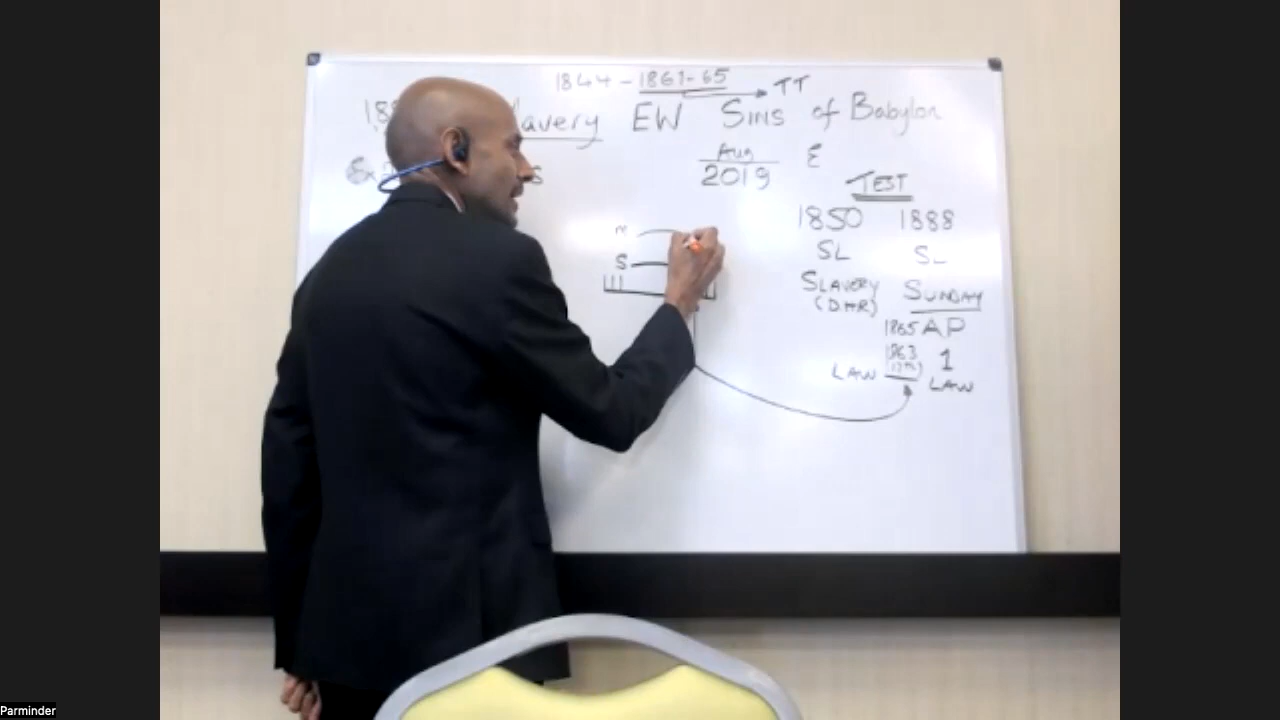 1844 - 1861-65 → TT
lavery EW Sins of Babylon
Aug E
2019
TEST
1850 1888
SL SL
SLAVERY SUNDAY
(DHR)
1865 AP
1863 1
LAW LAW
M
S
Parminder